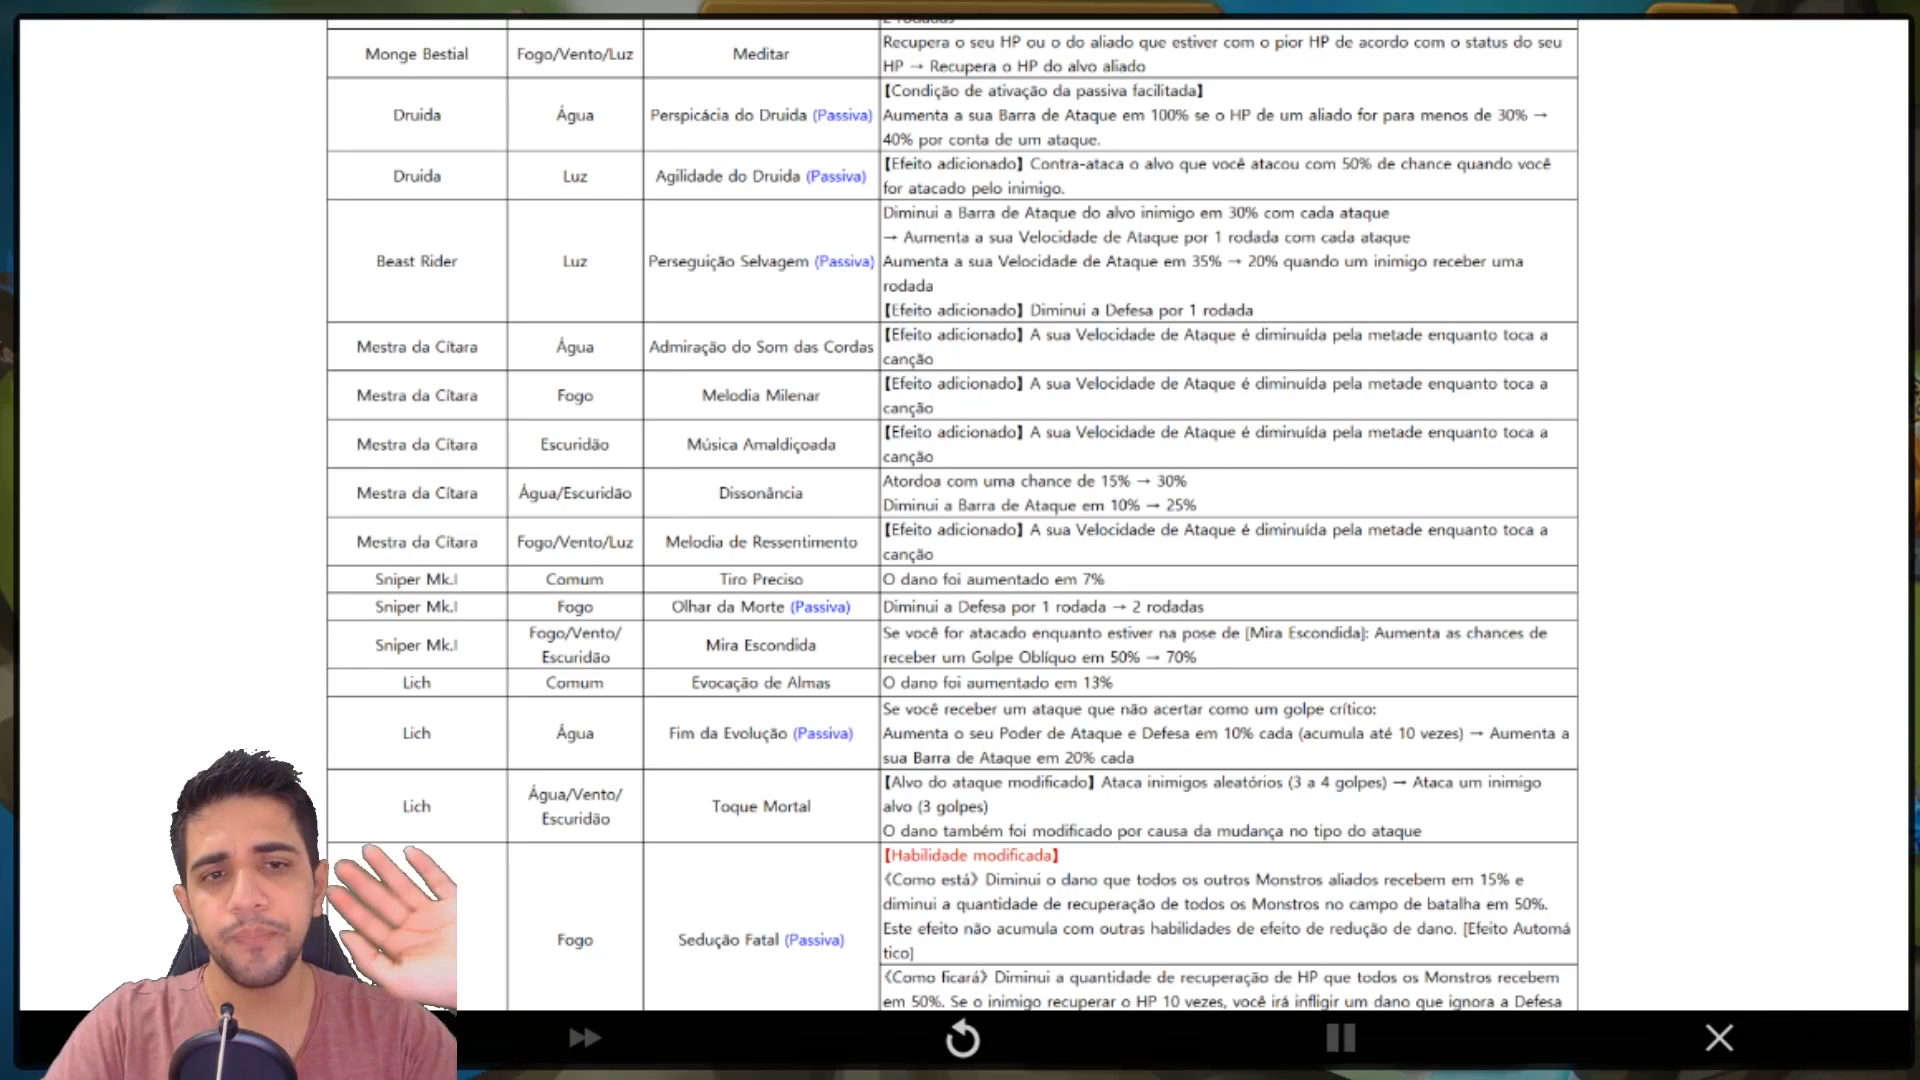 2 rodadas
Monge Bestial Fogo/Vento/Luz Meditar Recupera o seu HP ou o do aliado que estiver com o pior HP de acordo com o status do seu
HP → Recupera o HP do alvo aliado
Druida Água Perspicácia do Druida (Passiva) 【Condição de ativação da passiva facilitada】
Aumenta a sua Barra de Ataque em 100% se o HP de um aliado for para menos de 30% →
40% por conta de um ataque.
Druida Luz Agilidade do Druida (Passiva) 【Efeito adicionado】 Contra-ataca o alvo que você atacou com 50% de chance quando você
for atacado pelo inimigo.
Beast Rider Luz Perseguição Selvagem (Passiva) Diminui a Barra de Ataque do alvo inimigo em 30% com cada ataque
→ Aumenta a sua Velocidade de Ataque por 1 rodada com cada ataque
Aumenta a sua Velocidade de Ataque em 35% → 20% quando um inimigo receber uma
rodada
【Efeito adicionado】 Diminui a Defesa por 1 rodada
Mestra da Cítara Água Admiração do Som das Cordas 【Efeito adicionado】 A sua Velocidade de Ataque é diminuída pela metade enquanto toca a
canção
Mestra da Cítara Fogo Melodia Milenar 【Efeito adicionado】 A sua Velocidade de Ataque é diminuída pela metade enquanto toca a
canção
Mestra da Cítara Escuridão Música Amaldiçoada 【Efeito adicionado】 A sua Velocidade de Ataque é diminuída pela metade enquanto toca a
canção
Mestra da Cítara Água/Escuridão Dissonância Atordoa com uma chance de 15% → 30%
Diminui a Barra de Ataque em 10% → 25%
Mestra da Cítara Fogo/Vento/Luz Melodia de Ressentimento 【Efeito adicionado】 A sua Velocidade de Ataque é diminuída pela metade enquanto toca a
canção
Sniper Mk.I Comum Tiro Preciso O dano foi aumentado em 7%
Sniper Mk.I Fogo Olhar da Morte (Passiva) Diminui a Defesa por 1 rodada → 2 rodadas
Sniper Mk.I Fogo/Vento/ Mira Escondida Se você for atacado enquanto estiver na pose de [Mira Escondida]: Aumenta as chances de
Escuridão receber um Golpe Oblíquo em 50% → 70%
Lich Comum Evocação de Almas O dano foi aumentado em 13%
Lich Água Fim da Evolução (Passiva) Se você receber um ataque que não acertar como um golpe crítico:
Aumenta o seu Poder de Ataque e Defesa em 10% cada (acumula até 10 vezes) → Aumenta a
sua Barra de Ataque em 20% cada
Lich Água/Vento/ Toque Mortal 【Alvo do ataque modificado】 Ataca inimigos aleatórios (3 a 4 golpes) → Ataca um inimigo
Escuridão alvo (3 golpes)
O dano também foi modificado por causa da mudança no tipo do ataque
Fogo Sedução Fatal (Passiva) 【Habilidade modificada】
《Como está》 Diminui o dano que todos os outros Monstros aliados recebem em 15% e
diminui a quantidade de recuperação de todos os Monstros no campo de batalha em 50%.
Este efeito não acumula com outras habilidades de efeito de redução de dano. [Efeito Automá
tico]
《Como ficará》 Diminui a quantidade de recuperação de HP que todos os Monstros recebem
em 50%. Se o inimigo recuperar o HP 10 vezes, você irá infligir um dano que ignora a Defesa